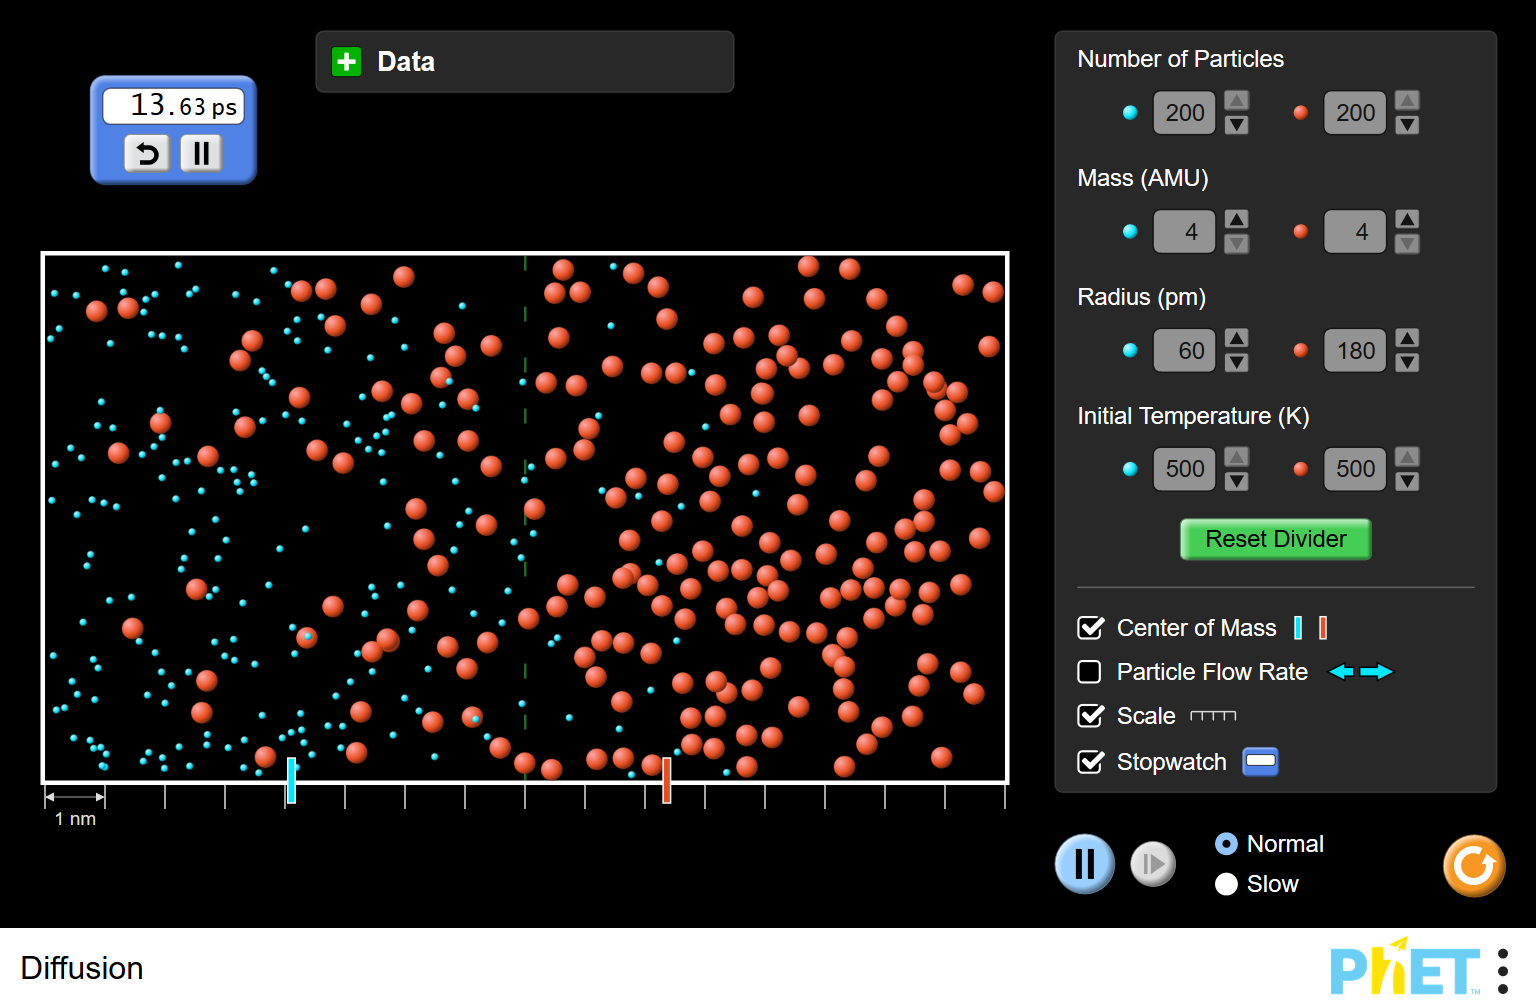 Data
13.63 ps
Number of Particles
200 200
Mass (AMU)
4 4
Radius (pm)
60 180
Initial Temperature (K)
500 500
Reset Divider
Center of Mass
Particle Flow Rate
Scale
Stopwatch
1 nm
Normal
Slow
Diffusion
PhET
TM